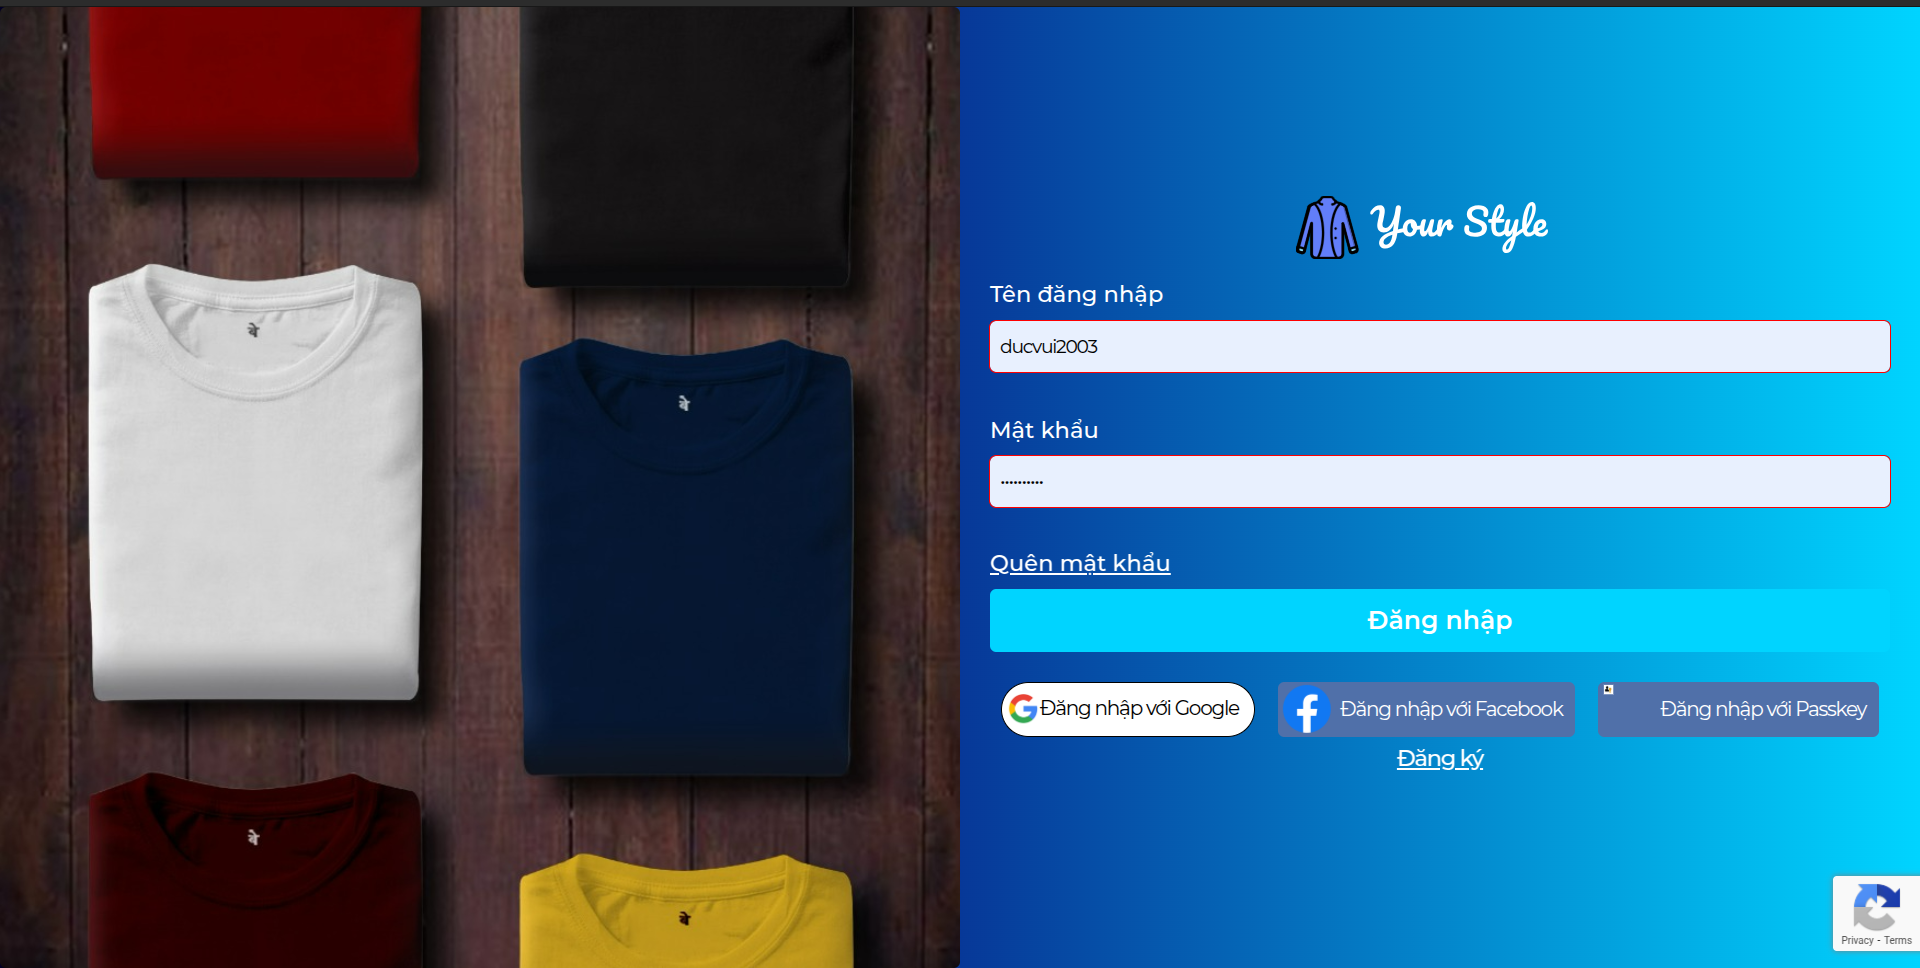 बे
बे
बे
बे
Your Style
Tên đăng nhập
ducvui2003
Mật khẩu
••••••••••
Quên mật khẩu
Đăng nhập
Đăng nhập với Google
Đăng nhập với Facebook
Đăng nhập với Passkey
Đăng ký
Privacy - Terms